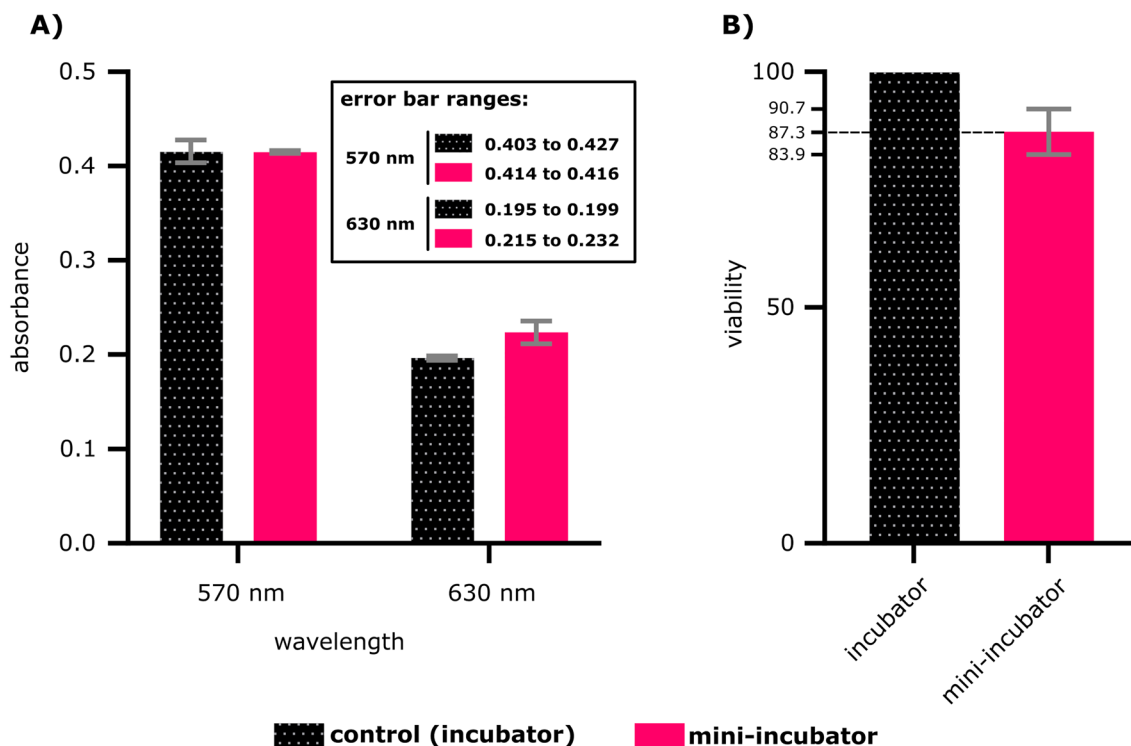 A)
absorbance
0.5
0.4
0.3
0.2
0.1
0.0
error bar ranges:
570 nm
0.403 to 0.427
0.414 to 0.416
630 nm
0.195 to 0.199
0.215 to 0.232
570 nm 630 nm
wavelength
B)
viability
100
90.7
87.3
83.9
50
0
incubator
mini-incubator
control (incubator) mini-incubator